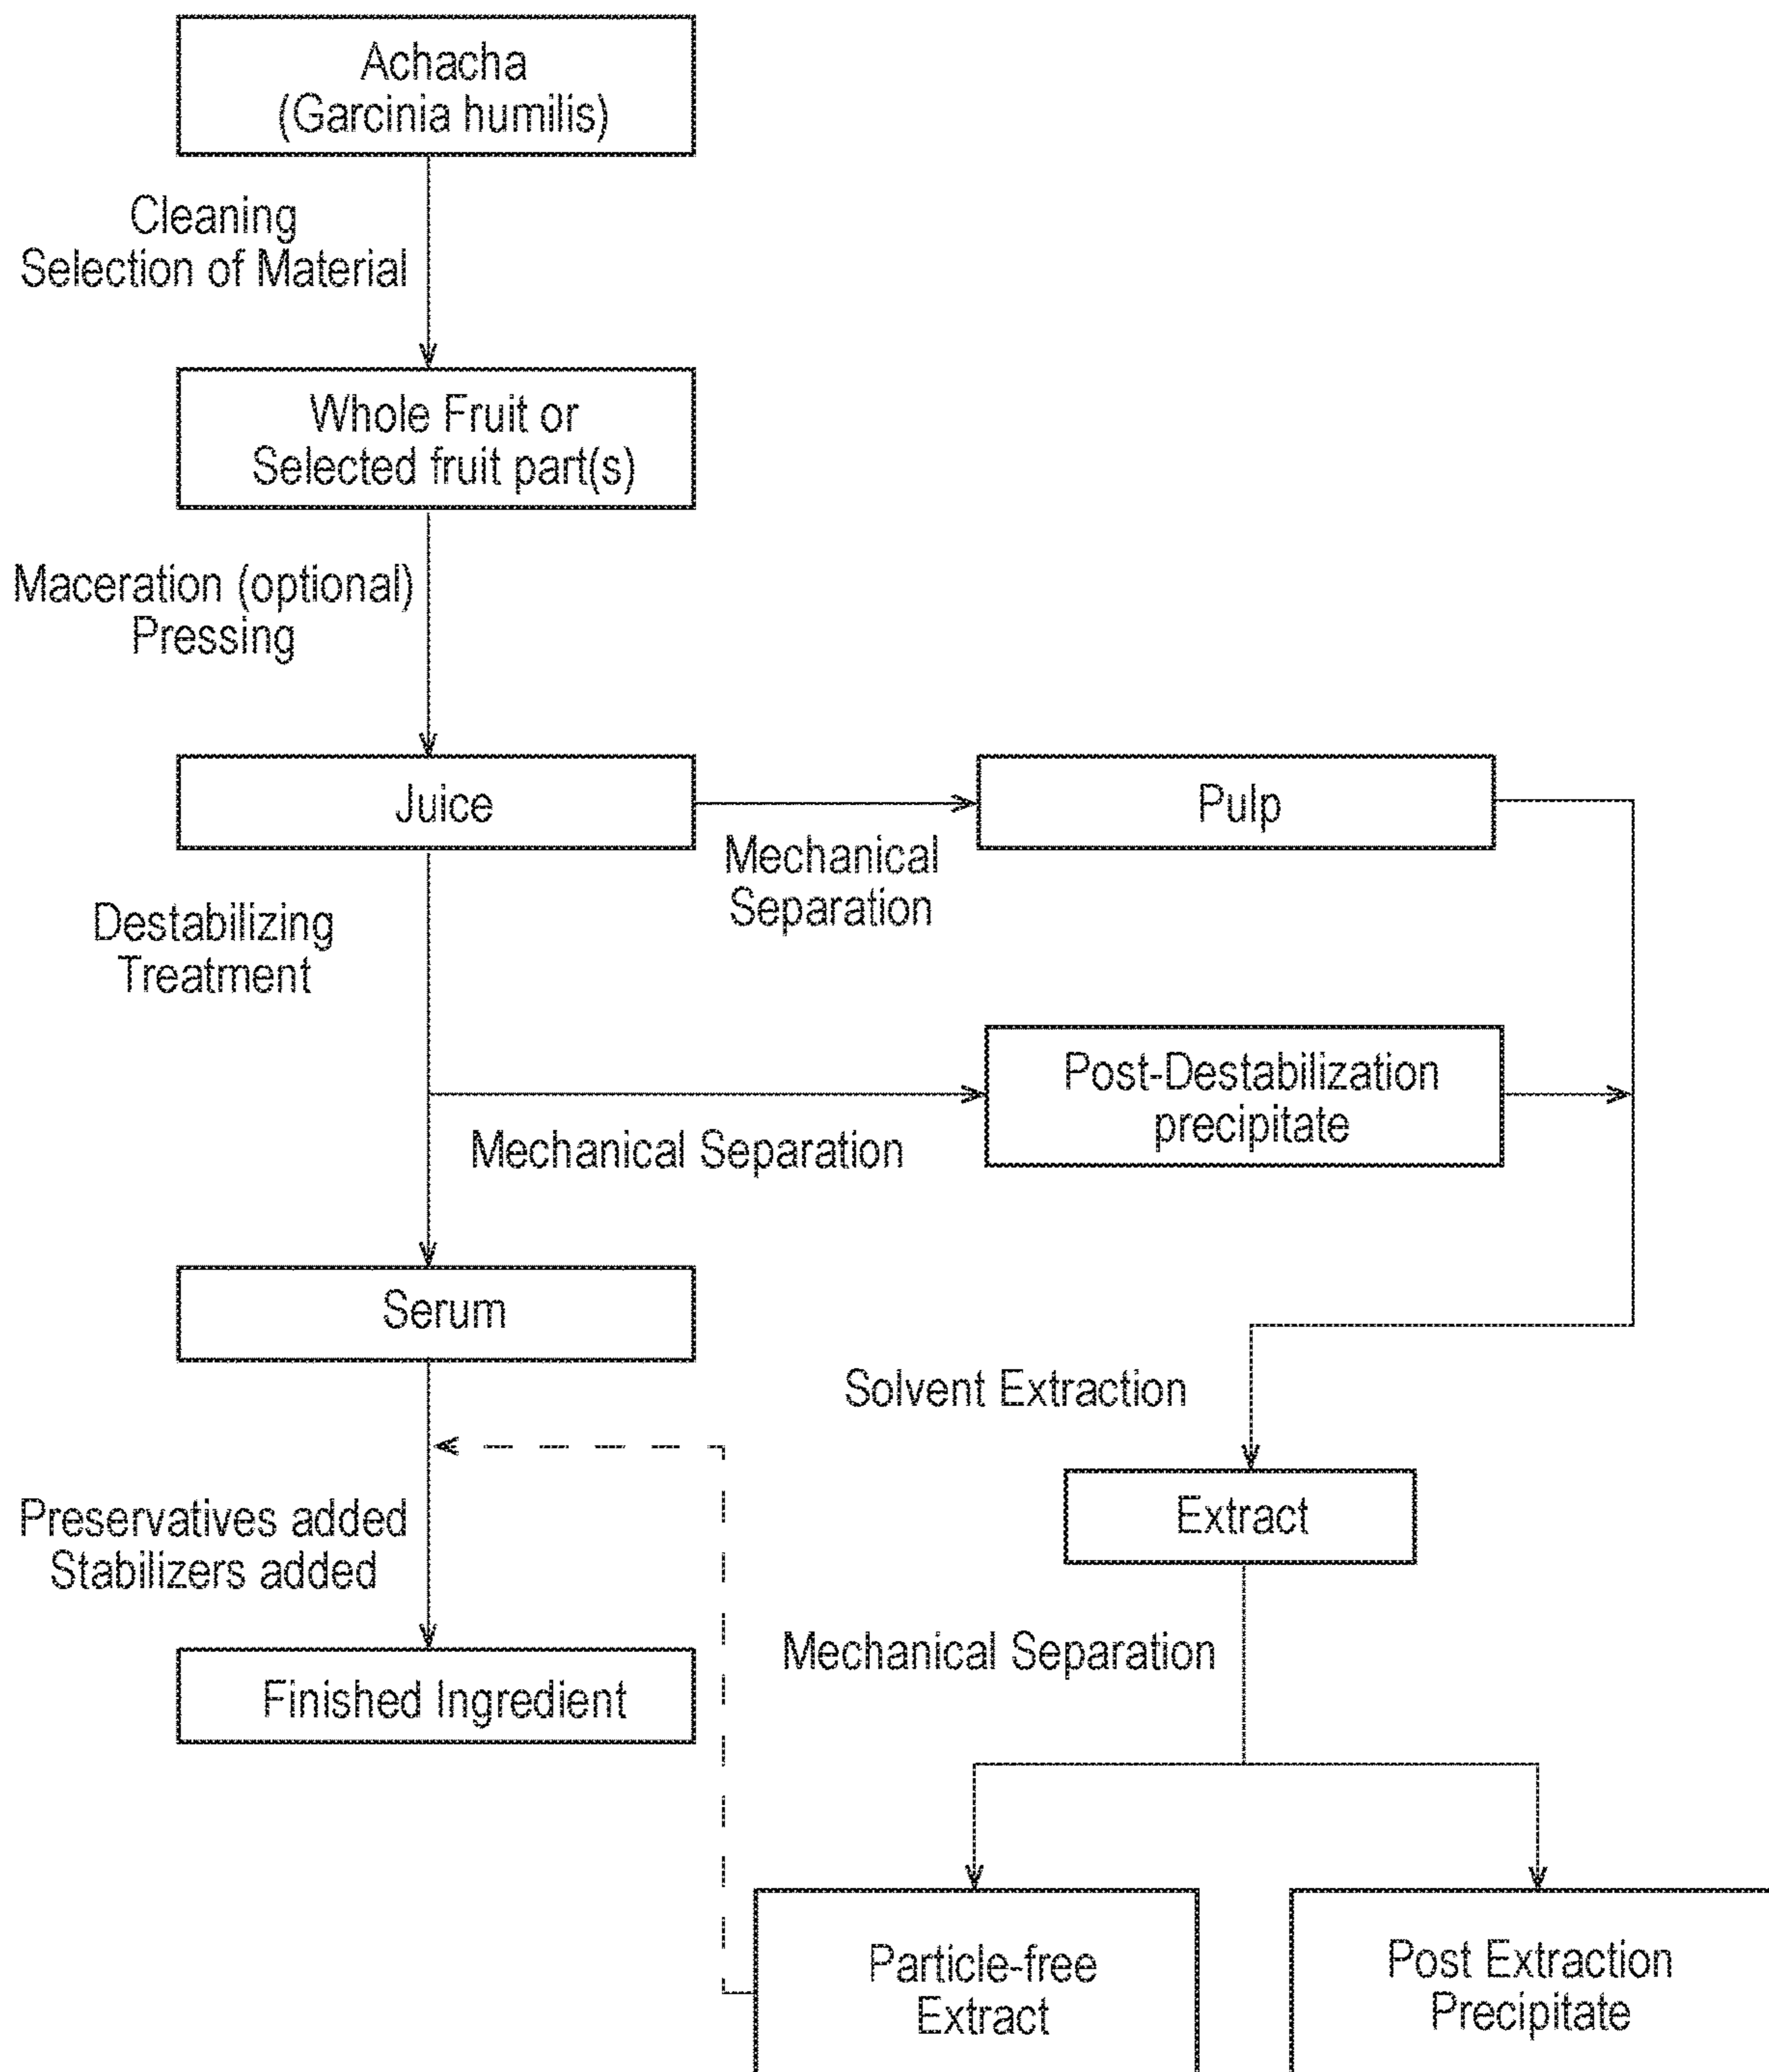 Achacha
(Garcinia humilis)
Cleaning
Selection of Material
Whole Fruit or
Selected fruit part(s)
Maceration (optional)
Pressing
Juice
Pulp
Mechanical
Separation
Destabilizing
Treatment
Post-Destabilization
precipitate
Mechanical Separation
Serum
Solvent Extraction
Extract
Preservatives added
Stabilizers added
Mechanical Separation
Finished Ingredient
Particle-free
Extract
Post Extraction
Precipitate